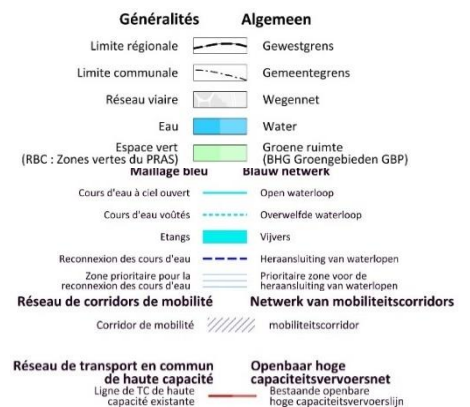 Généralités Algemeen
Limite régionale Gewestgrens
Limite communale Gemeentegrens
Réseau viaire Wegennet
Eau Water
Espace vert Groene ruimte
(RBC : Zones vertes du PRAS) (BHG Groengebieden GBP)
Maillage bleu Blauw netwerk
Cours d'eau à ciel ouvert Open waterloop
Cours d'eau voûtés Overwelfde waterloop
Etangs Vijvers
Reconnexion des cours d'eau Heraansluiting van waterlopen
Zone prioritaire pour la Prioritaire zone voor de
reconnexion des cours d'eau heraansluiting van waterlopen
Réseau de corridors de mobilité Netwerk van mobiliteitscorridors
Corridor de mobilité mobiliteitscorridor
Réseau de transport en commun Openbaar hoge
de haute capacité capaciteitsvervoersnet
Ligne de TC de haute Bestaande openbare
capacité existante hoge capaciteitsvervoerslijn